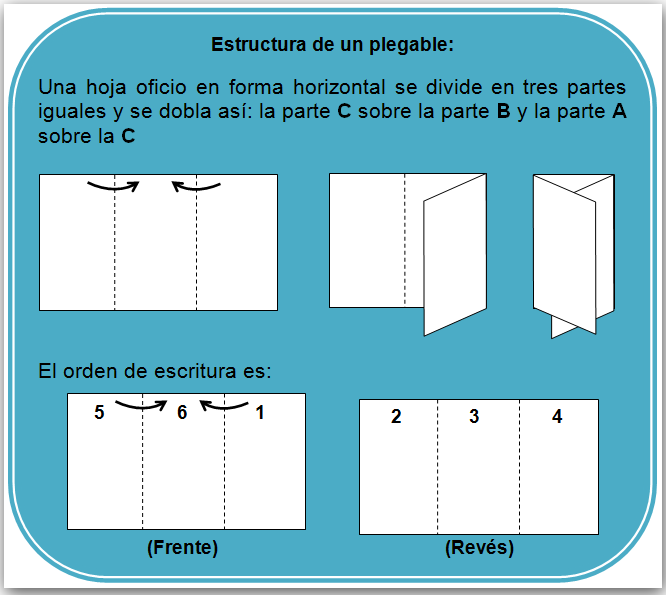 Estructura de un plegable:
Una hoja oficio en forma horizontal se divide en tres partes
iguales y se dobla así: la parte C sobre la parte B y la parte A
sobre la C
El orden de escritura es:
5 6 1
2 3 4
(Frente) (Revés)